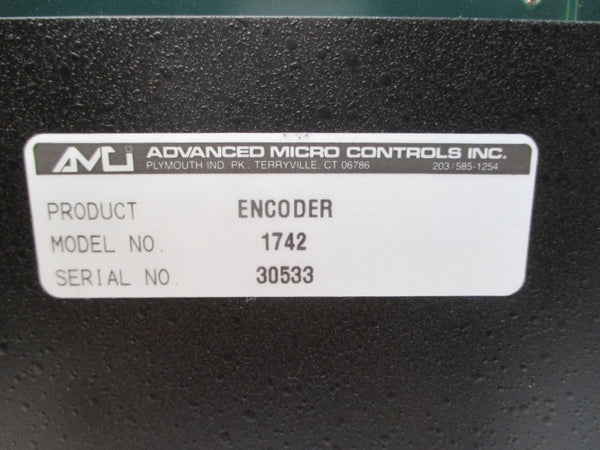 AMCi ADVANCED MICRO CONTROLS INC.
PLYMOUTH IND. PK., TERRYVILLE, CT 06786 203/585-1254
PRODUCT ENCODER
MODEL NO. 1742
SERIAL NO. 30533